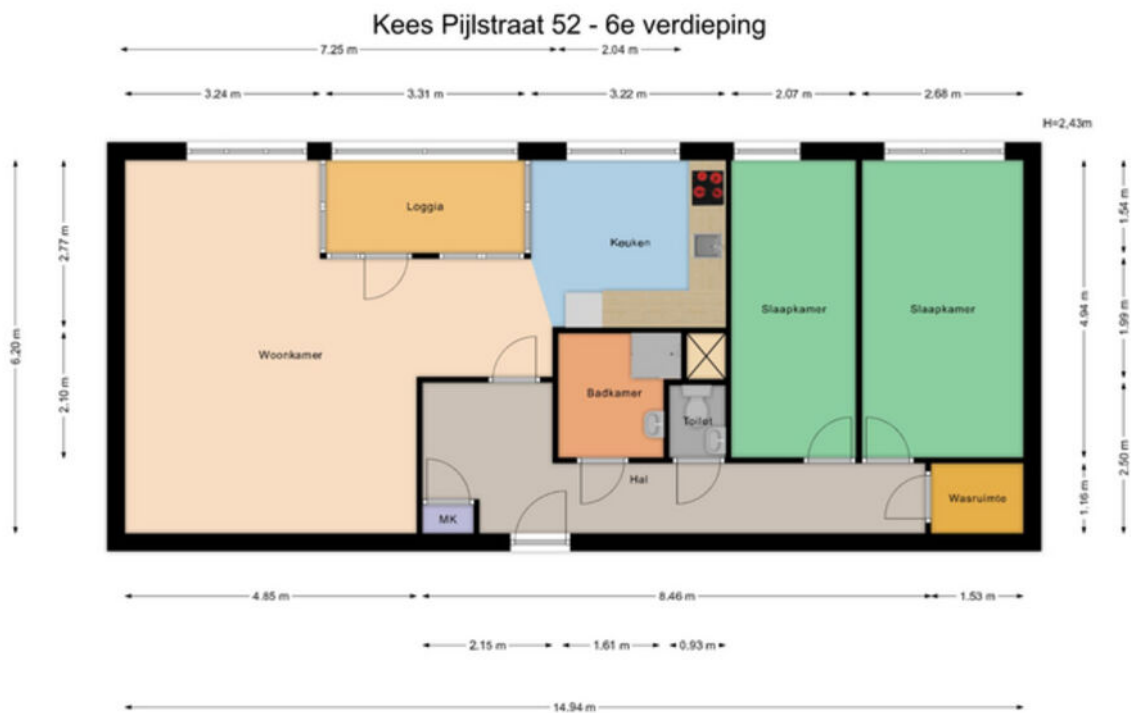 Kees Pijlstraat 52 - 6e verdieping
7.25 m 2.04 m
3.24 m 3.31 m 3.22 m 2.07 m 2.68 m
H=2,43m
Loggia
Keuken
Slaapkamer
Slaapkamer
Woonkamer
Badkamer
Toilet
Hal
MK
Wasruimte
6.20 m
2.77 m
2.10 m
4.94 m
1.16 m
1.54 m
1.99 m
2.50 m
4.85 m 8.46 m 1.53 m
2.15 m 1.61 m 0.93 m
14.94 m